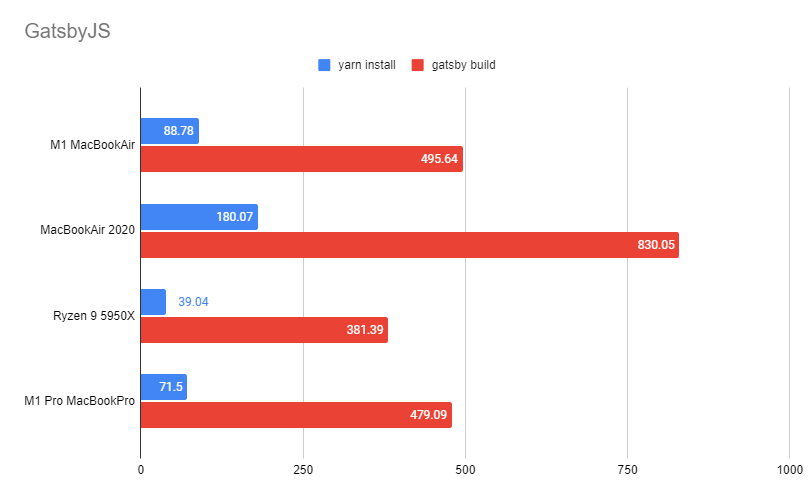 GatsbyJS
yarn install gatsby build
M1 MacBookAir
88.78
495.64
MacBookAir 2020
180.07
830.05
Ryzen 9 5950X
39.04
381.39
M1 Pro MacBookPro
71.5
479.09
0 250 500 750 1000